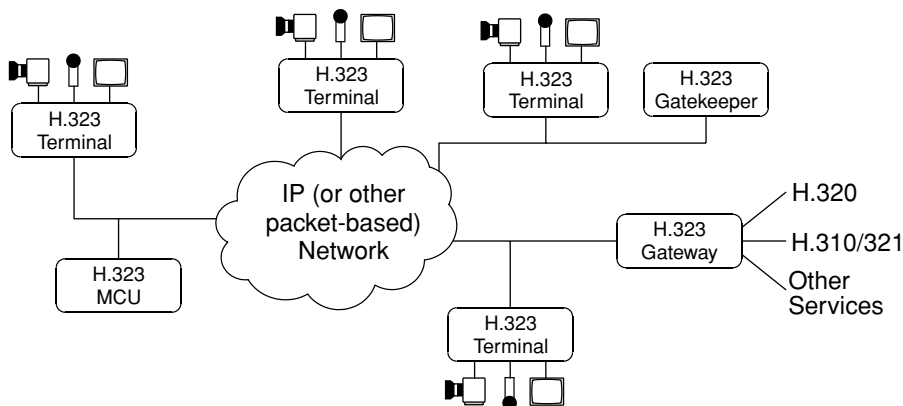 H.323
Terminal
H.323
Terminal
H.323
Terminal
H.323
Gatekeeper
IP (or other
packet-based)
Network
H.323
MCU
H.323
Gateway
H.320
H.310/321
Other
Services
H.323
Terminal